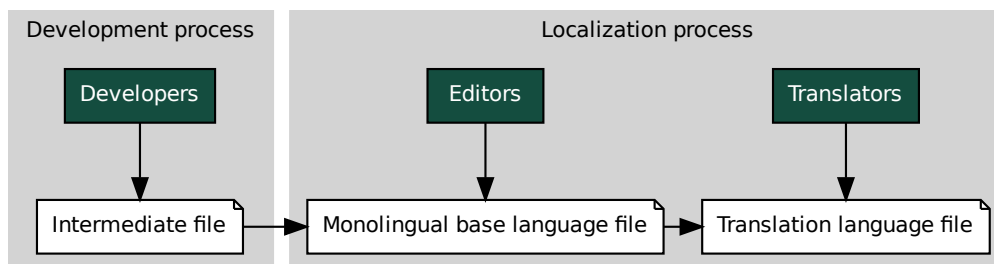 Development process
Localization process
Developers
Editors
Translators
Intermediate file
Monolingual base language file
Translation language file